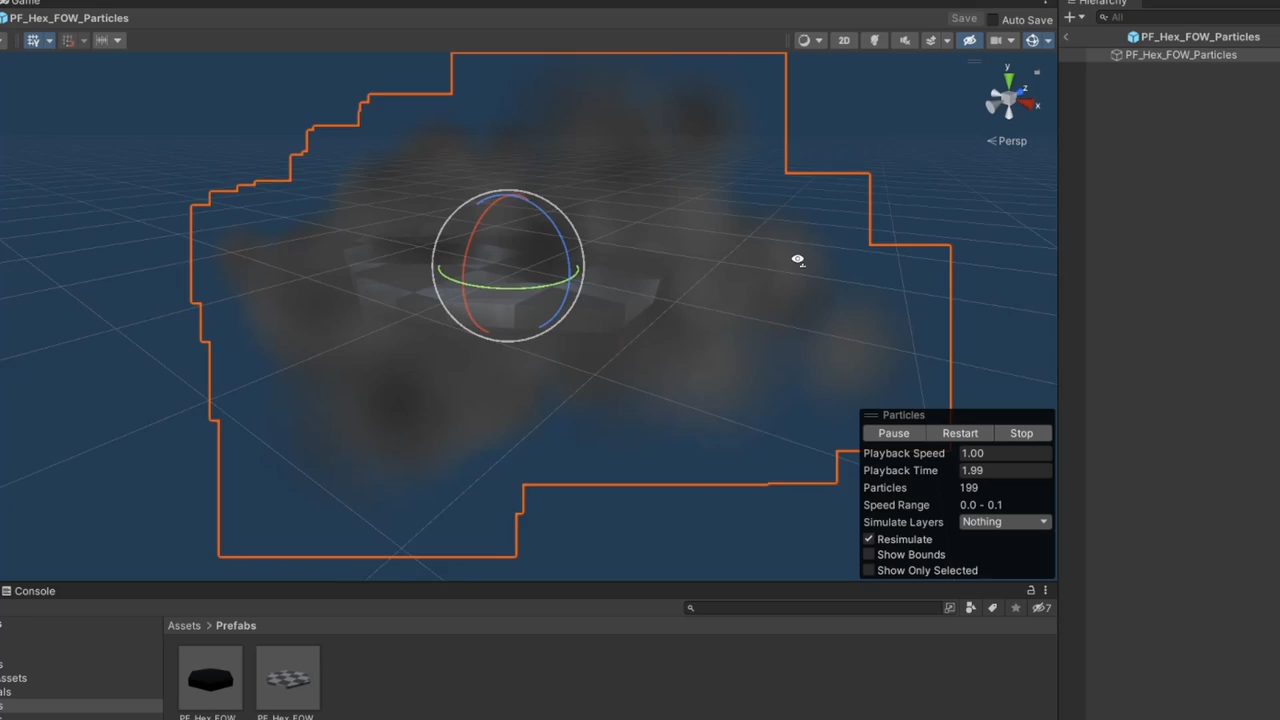 Game
Hierarchy
PF_Hex_FOW_Particles
Save
Auto Save
All
2D
PF_Hex_FOW_Particles
PF_Hex_FOW_Particles
y
z
x
Persp
Particles
Pause Restart Stop
Playback Speed 1.00
Playback Time 1.99
Particles 199
Speed Range 0.0 - 0.1
Simulate Layers Nothing
Resimulate
Show Bounds
Show Only Selected
Console
7
Assets > Prefabs
PF_Hex_FOW
PF_Hex_FOW